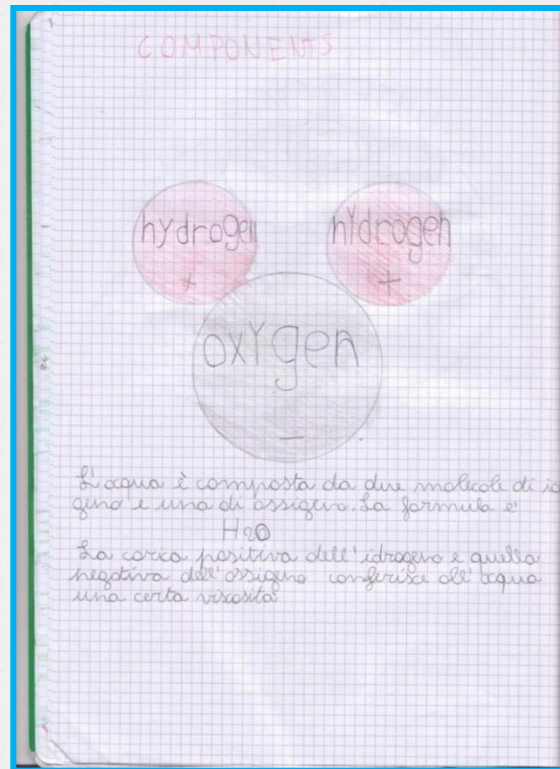 COMPONENTS
hydrogen hydrogen
+ +
oxygen
-
L'acqua è composta da due molecole di id
geno e una di ossigeno. La formula e'
H2O
La carica positiva dell'idrogeno e quella
negativa dell'ossigeno conferisce all'acqua
una certa viscosità